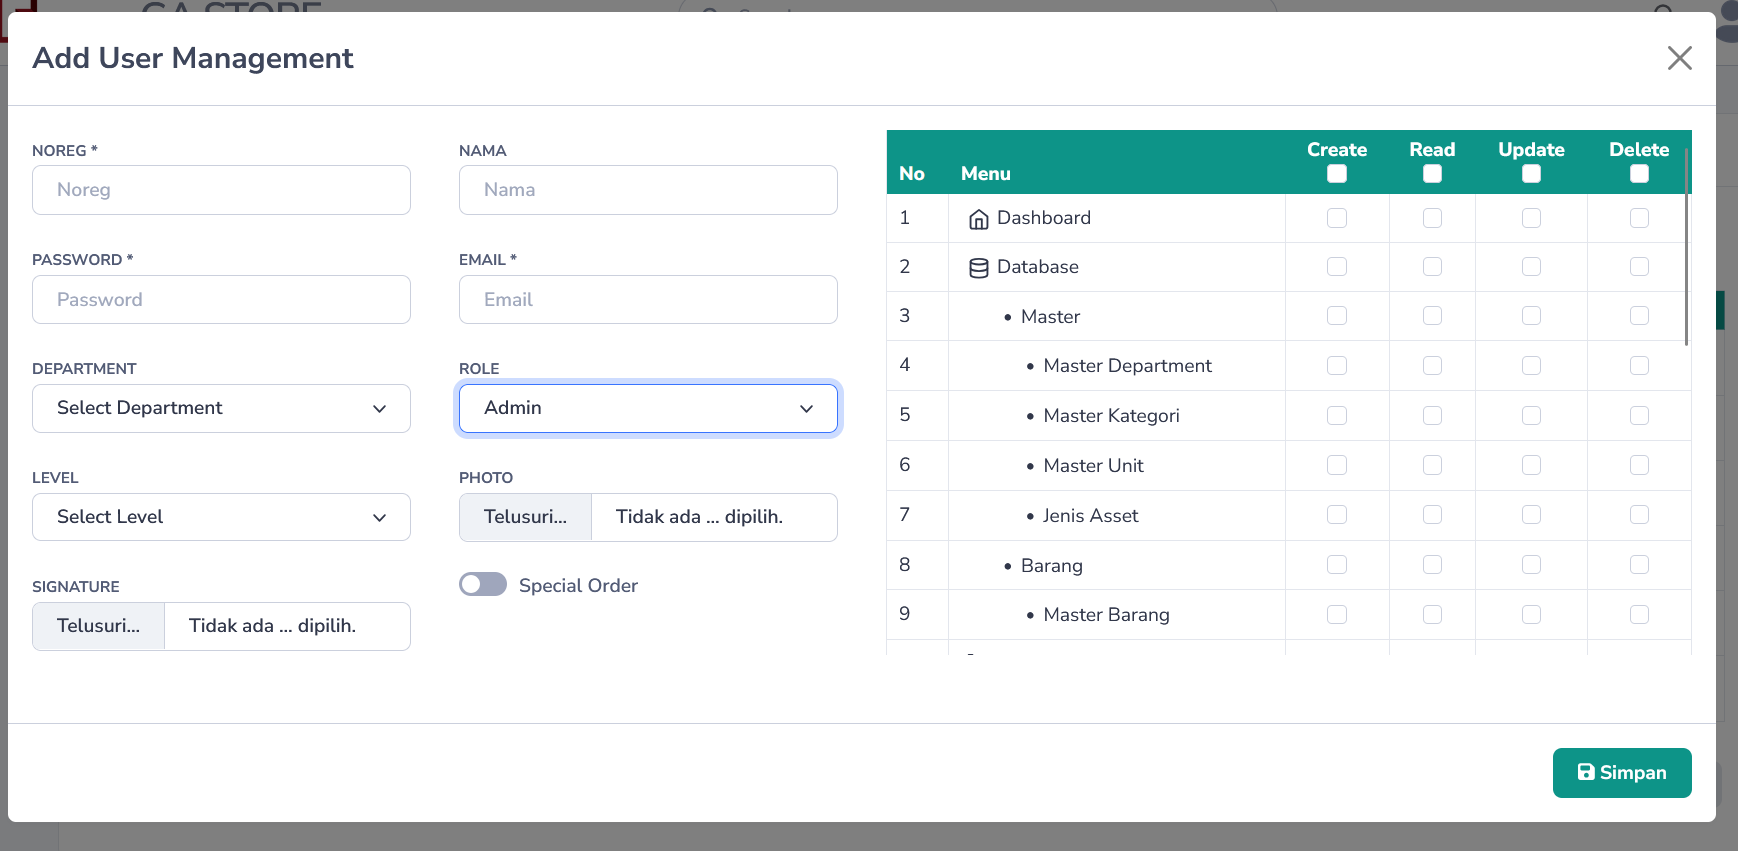 GA STORE
Add User Management
NOREG *
Noreg
NAMA
Nama
PASSWORD *
Password
EMAIL *
Email
DEPARTMENT
Select Department
ROLE
Admin
LEVEL
Select Level
PHOTO
Telusuri... Tidak ada ... dipilih.
SIGNATURE
Telusuri... Tidak ada ... dipilih.
Special Order
No Menu Create Read Update Delete
1 Dashboard
2 Database
3 • Master
4 • Master Department
5 • Master Kategori
6 • Master Unit
7 • Jenis Asset
8 • Barang
9 • Master Barang
Simpan